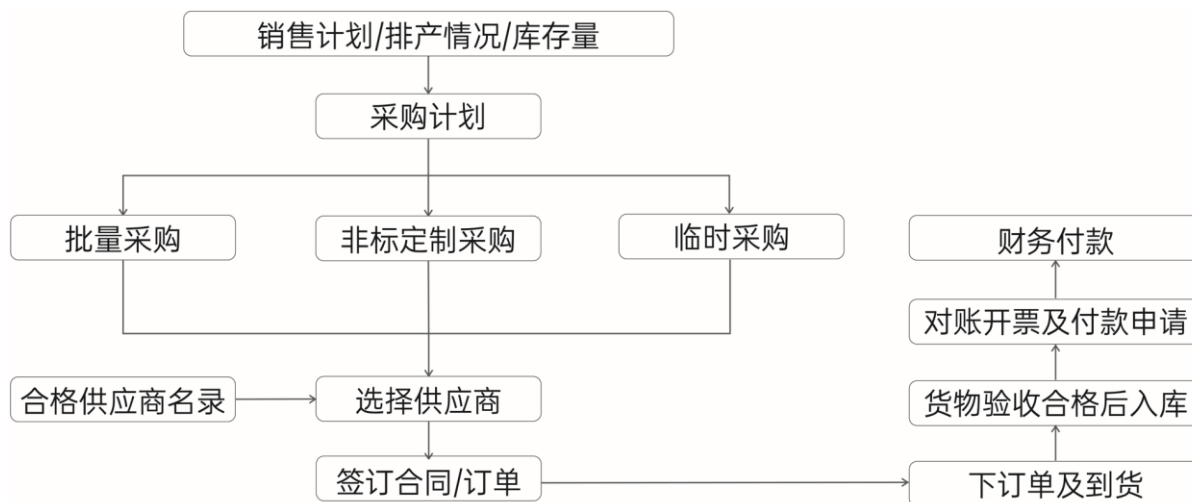 销售计划/排产情况/库存量
采购计划
批量采购
非标定制采购
临时采购
合格供应商名录
选择供应商
签订合同/订单
下订单及到货
货物验收合格后入库
对账开票及付款申请
财务付款